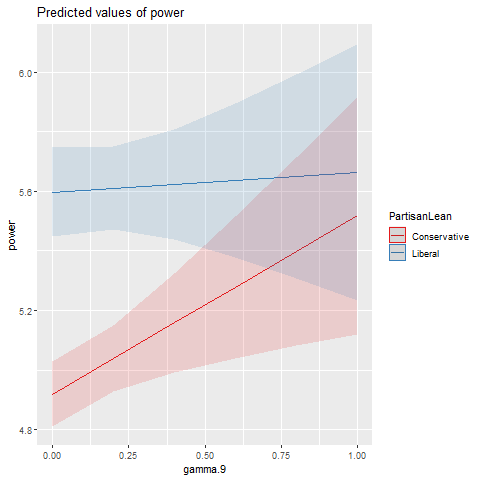 Predicted values of power
6.0
5.6
5.2
4.8
power
0.00
0.25
0.50
0.75
1.00
gamma.9
PartisanLean
Conservative
Liberal